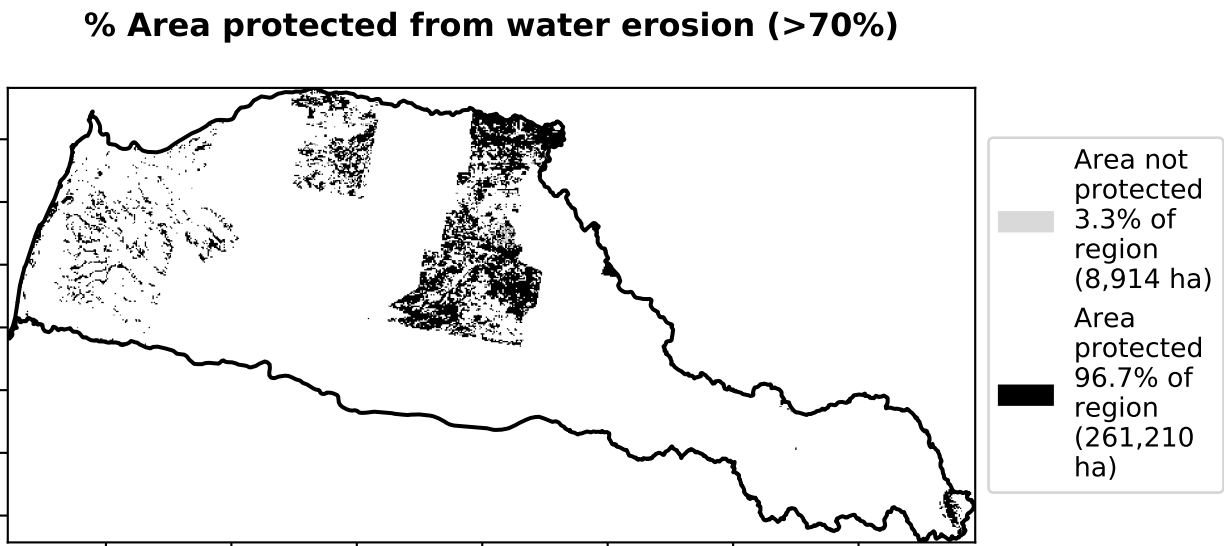 % Area protected from water erosion (>70%)
Area not
protected
3.3% of
region
(8,914 ha)
Area
protected
96.7% of
region
(261,210
ha)